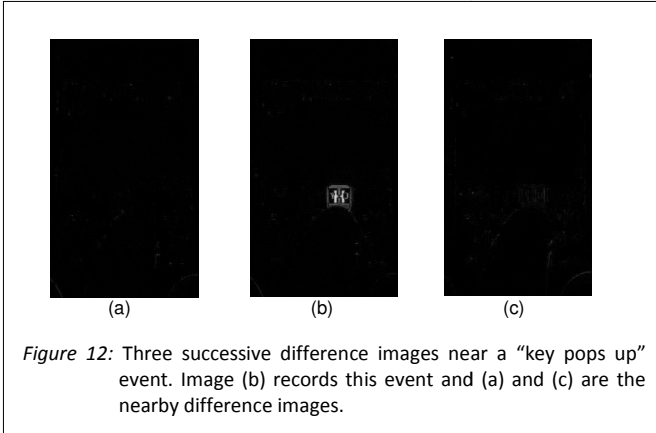 (a) (b) (c)
Figure 12: Three successive difference images near a “key pops up”
event. Image (b) records this event and (a) and (c) are the
nearby difference images.